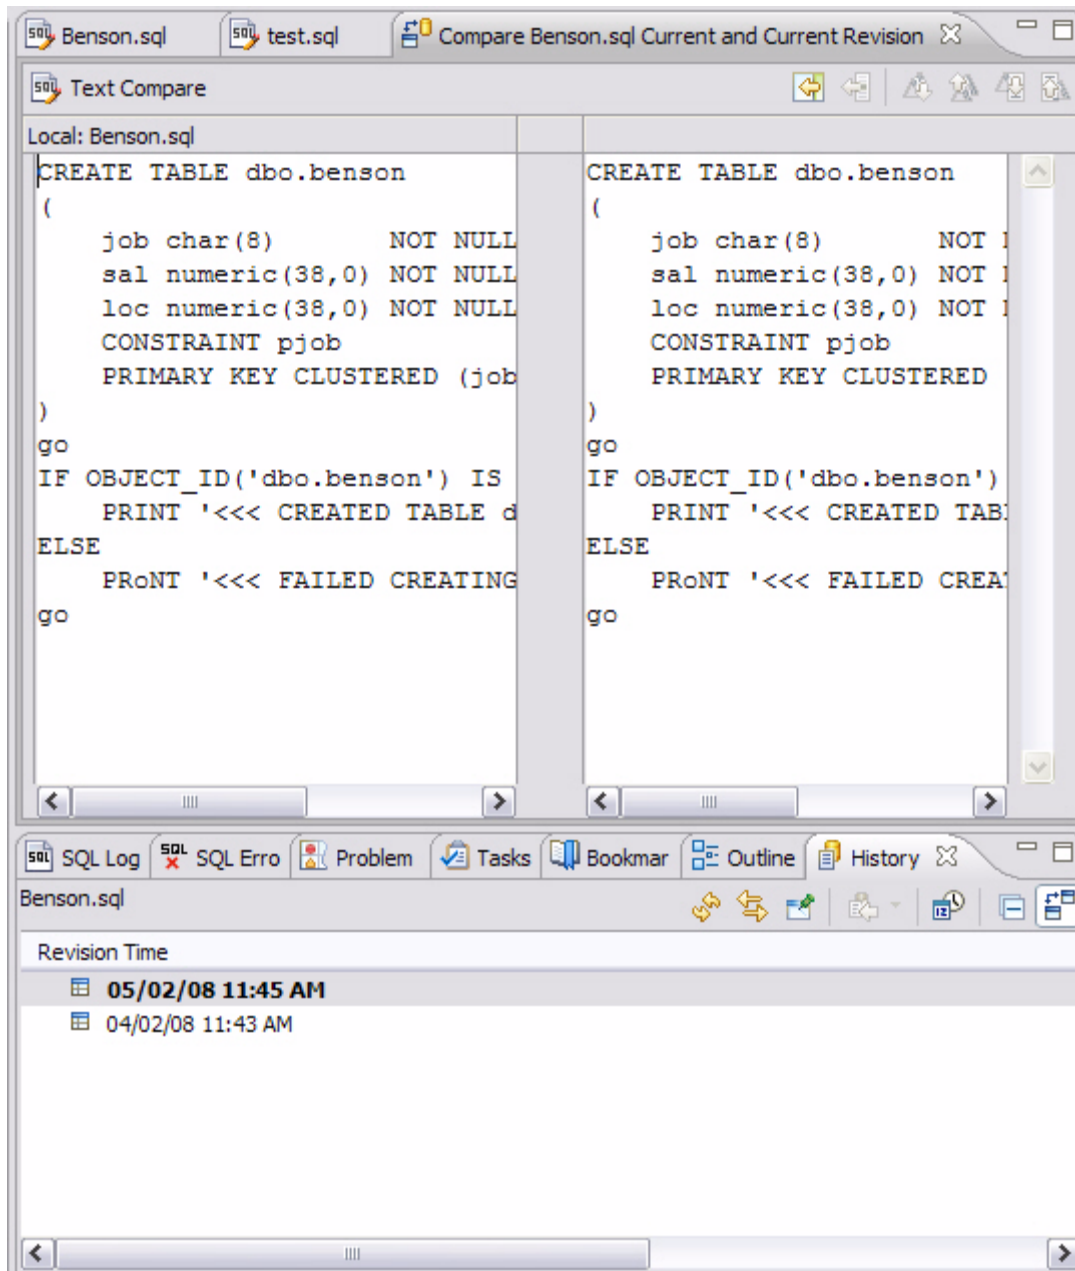 Benson.sql
test.sql
Compare Benson.sql Current and Current Revision
Text Compare
Local: Benson.sql
CREATE TABLE dbo.benson
(
job char(8) NOT NULL
sal numeric(38,0) NOT NULL
loc numeric(38,0) NOT NULL
CONSTRAINT pjob
PRIMARY KEY CLUSTERED (job
)
go
IF OBJECT_ID('dbo.benson') IS
PRINT '<<< CREATED TABLE d
ELSE
PRoNT '<<< FAILED CREATING
go
CREATE TABLE dbo.benson
(
job char(8) NOT
sal numeric(38,0) NOT
loc numeric(38,0) NOT
CONSTRAINT pjob
PRIMARY KEY CLUSTERED
)
go
IF OBJECT_ID('dbo.benson')
PRINT '<<< CREATED TAB
ELSE
PRoNT '<<< FAILED CREA
go
SQL Log
SQL Erro
Problem
Tasks
Bookmar
Outline
History
Benson.sql
Revision Time
05/02/08 11:45 AM
04/02/08 11:43 AM